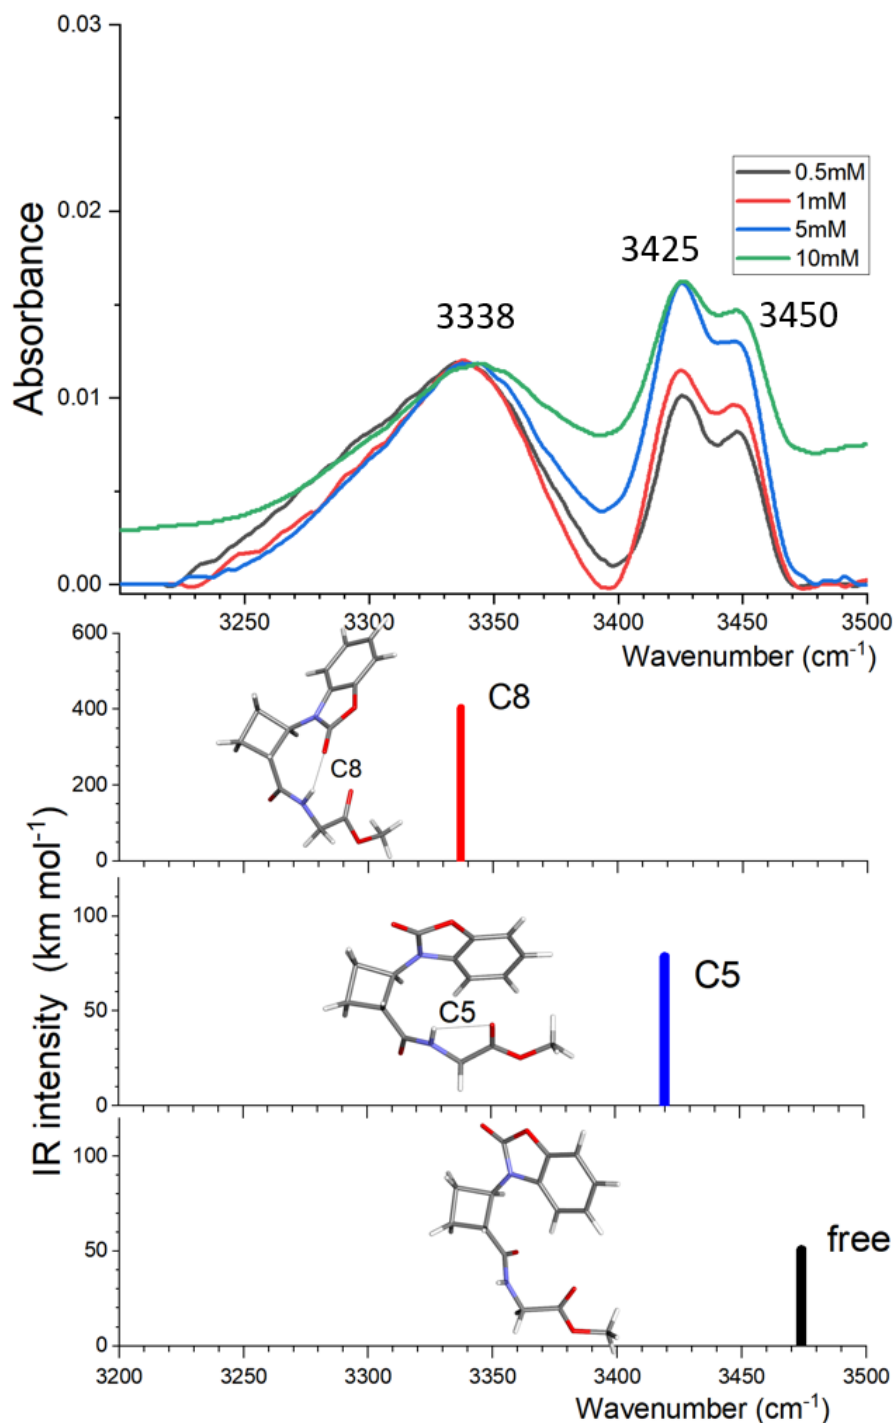 0.03
0.02
0.01
0.00
Absorbance
0.5mM
1mM
5mM
10mM
3338
3425
3450
3250 3300 3350 3400 3450 3500
Wavenumber (cm⁻¹)
600
400
200
0
C8
C8
IR intensity (km mol⁻¹)
100
50
0
C5
C5
100
50
0
free
3200 3250 3300 3350 3400 3450 3500
Wavenumber (cm⁻¹)